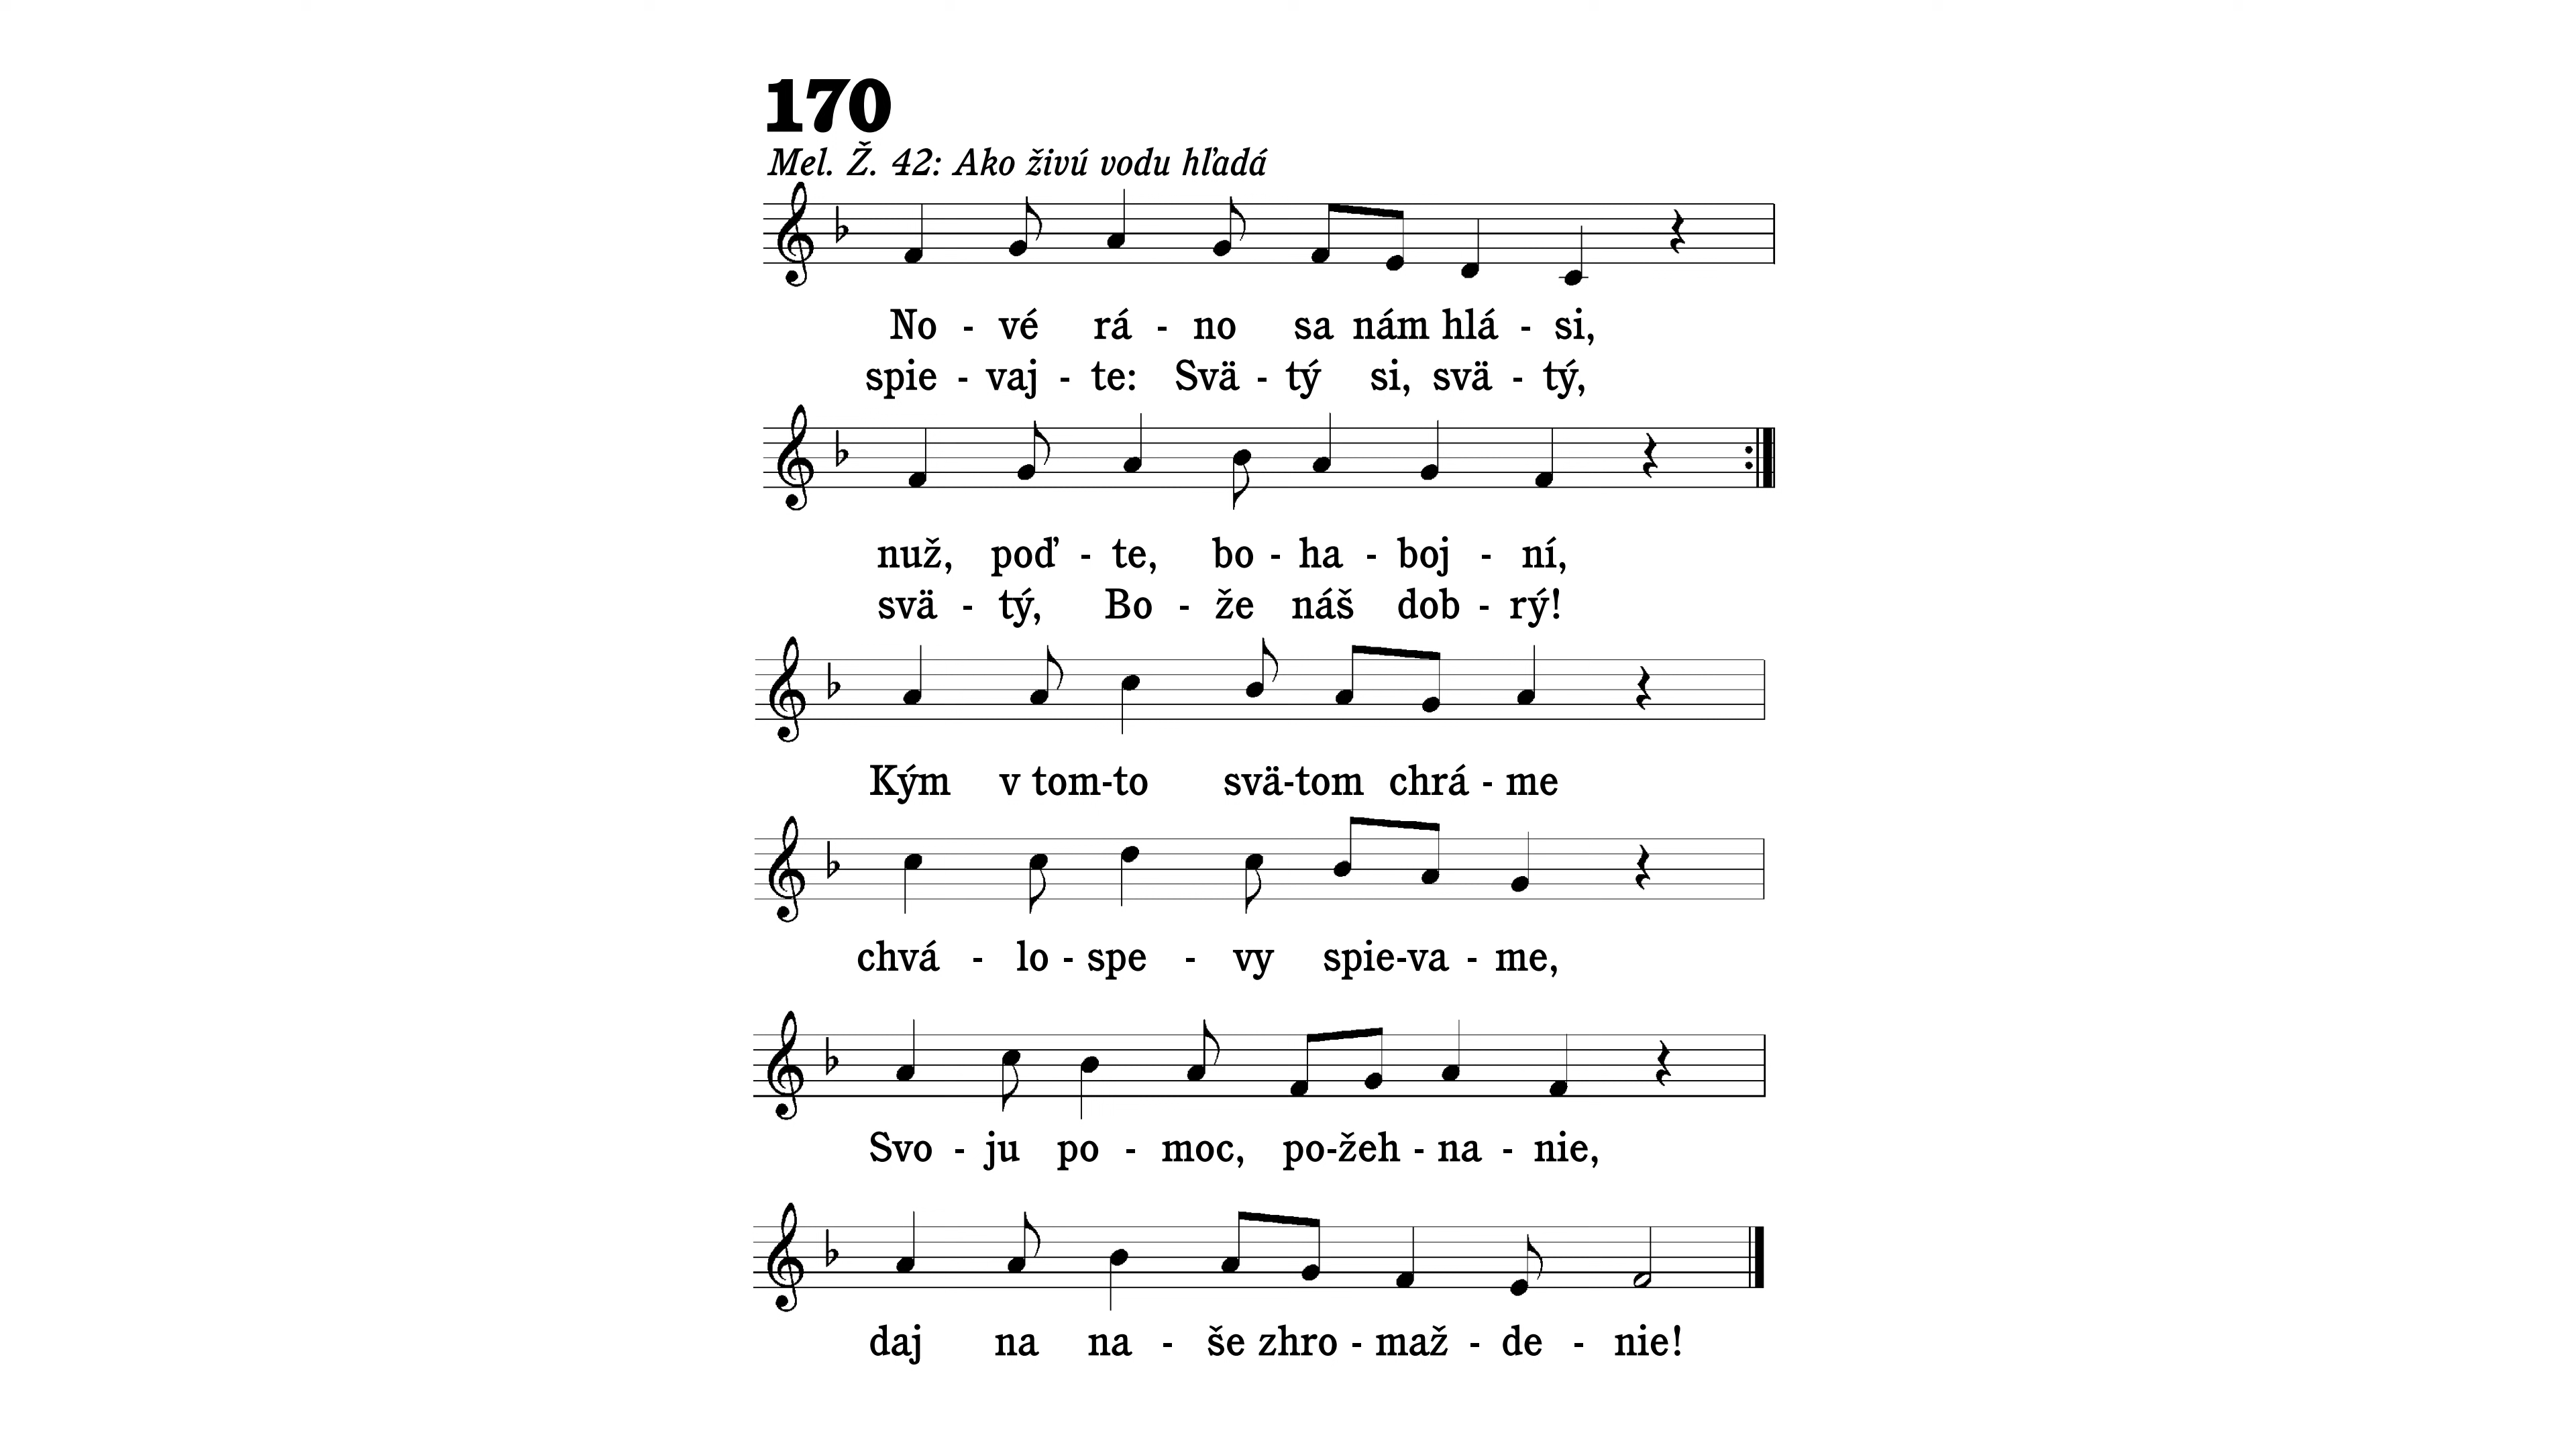 170
Mel. Ž. 42: Ako živú vodu hľadá
No - vé rá - no sa nám hlá - si,
spie - vaj - te: Svä - tý si, svä - tý,
nuž, poď - te, bo - ha - boj - ní,
svä - tý, Bo - že náš dob - rý!
Kým v tom-to svä-tom chrá - me
chvá - lo - spe - vy spie-va - me,
Svo - ju po - moc, po-žeh - na - nie,
daj na na - še zhro - maž - de - nie!